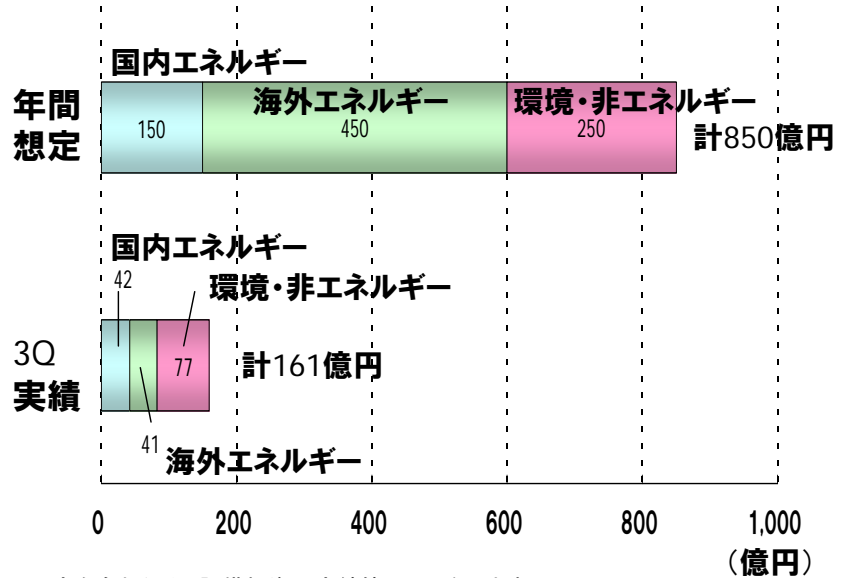 国内エネルギー
年間
想定
海外エネルギー
環境・非エネルギー
150
450
250
計850億円
国内エネルギー
42
環境・非エネルギー
3Q
実績
77
計161億円
41
海外エネルギー
0 200 400 600 800 1,000
（億円）